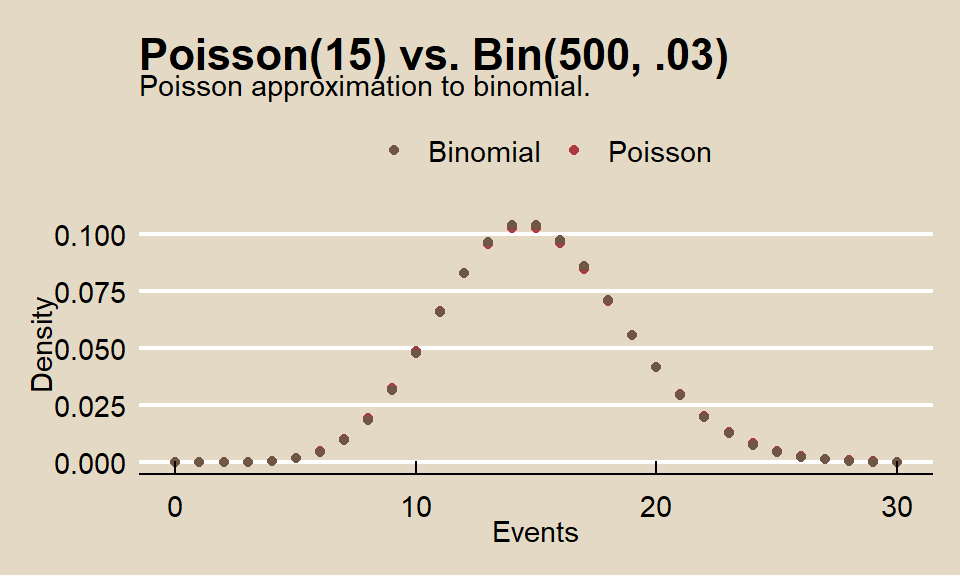 Poisson(15) vs. Bin(500, .03)
Poisson approximation to binomial.
Binomial Poisson
0.100
0.075
0.050
0.025
0.000
Density
0 10 20 30
Events